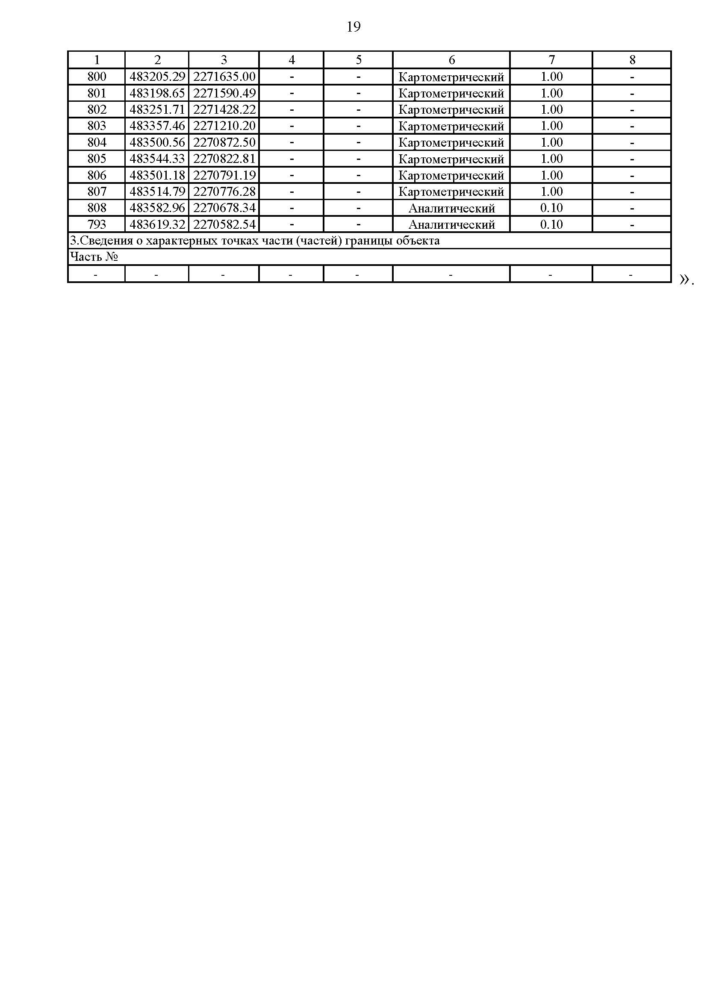 19
1 2 3 4 5 6 7 8
800 483205.29 2271635.00 - - Картометрический 1.00 -
801 483198.65 2271590.49 - - Картометрический 1.00 -
802 483251.71 2271428.22 - - Картометрический 1.00 -
803 483357.46 2271210.20 - - Картометрический 1.00 -
804 483500.56 2270872.50 - - Картометрический 1.00 -
805 483544.33 2270822.81 - - Картометрический 1.00 -
806 483501.18 2270791.19 - - Картометрический 1.00 -
807 483514.79 2270776.28 - - Картометрический 1.00 -
808 483582.96 2270678.34 - - Аналитический 0.10 -
793 483619.32 2270582.54 - - Аналитический 0.10 -
3.Сведения о характерных точках части (частей) границы объекта
Часть №
- - - - - - - - ».